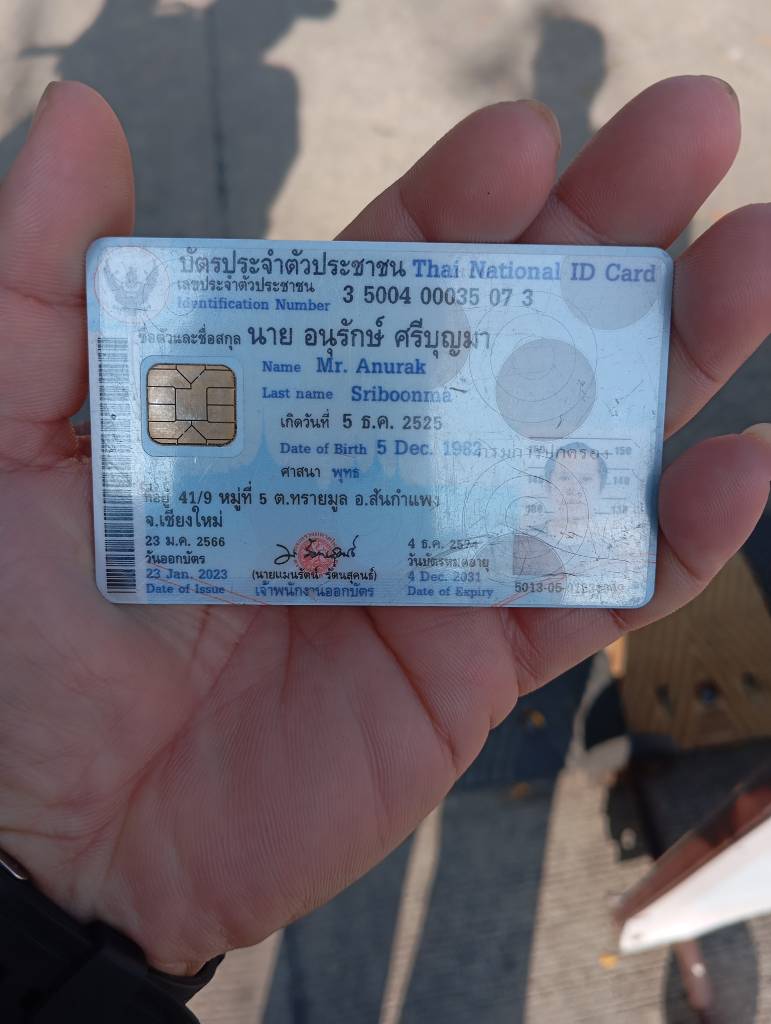 บัตรประจำตัวประชาชน Thai National ID Card
เลขประจำตัวประชาชน
Identification Number 3 5004 00035 07 3
ชื่อตัวและชื่อสกุล นาย อนุรักษ์ ศรีบุญมา
Name Mr. Anurak
Last name Sriboonma
เกิดวันที่ 5 ธ.ค. 2525
Date of Birth 5 Dec. 1982
ศาสนา พุทธ
ที่อยู่ 41/9 หมู่ที่ 5 ต.ทรายมูล อ.สันกำแพง
จ.เชียงใหม่
23 ม.ค. 2566
วันออกบัตร
23 Jan. 2023
Date of Issue
(นายแมนรัตน์ รัตนสุคนธ์)
เจ้าพนักงานออกบัตร
4 ธ.ค. 2574
วันบัตรหมดอายุ
4 Dec. 2031
Date of Expiry
150
140
130